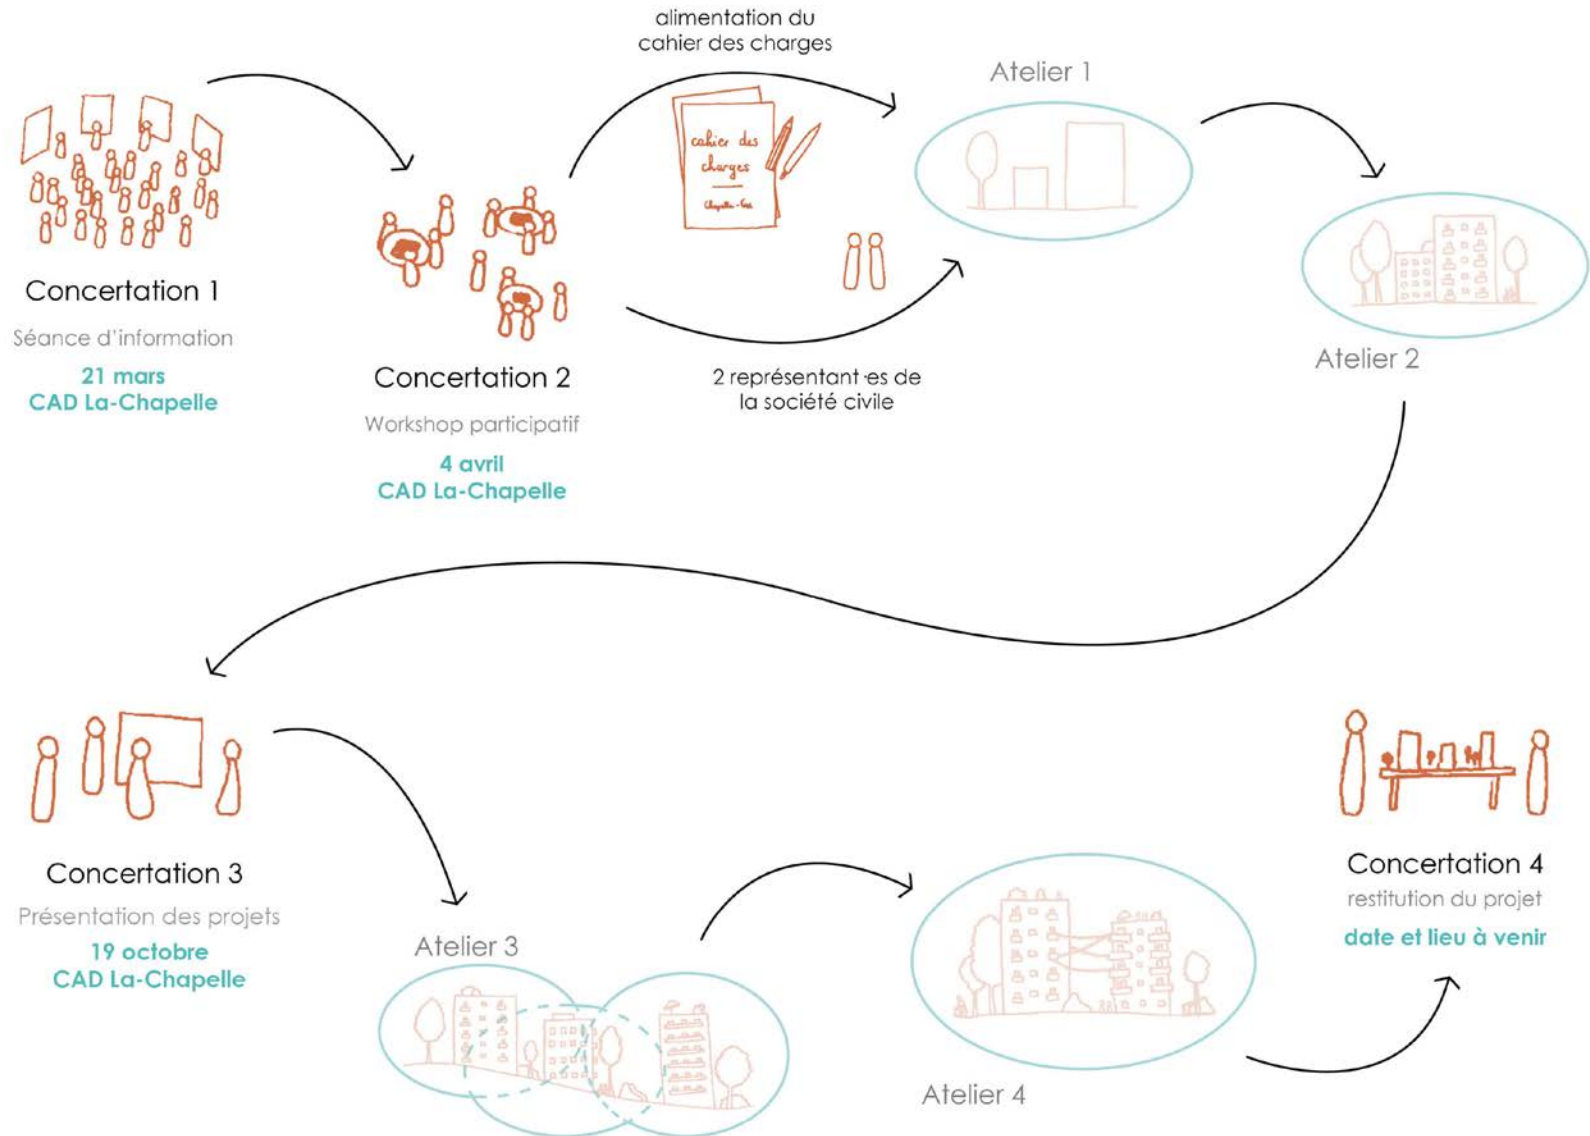 alimentation du
cahier des charges
Atelier 1
cahier des
charges
Concertation 1
Séance d'information
21 mars
CAD La-Chapelle
Concertation 2
Workshop participatif
4 avril
CAD La-Chapelle
2 représentant·es de
la société civile
Atelier 2
Concertation 3
Présentation des projets
19 octobre
CAD La-Chapelle
Atelier 3
Atelier 4
Concertation 4
restitution du projet
date et lieu à venir